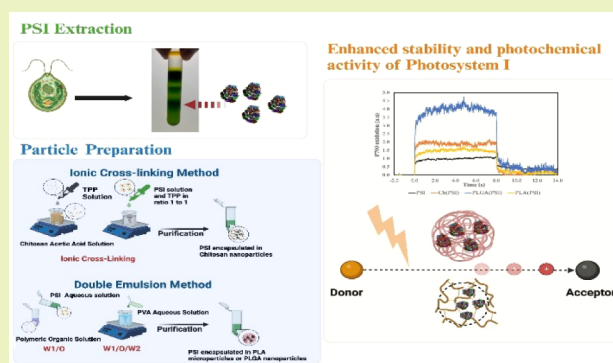 PSI Extraction
Particle Preparation
Ionic Cross-linking Method
TPP
Solution
PSI solution
and TPP in
ratio 1 to 1
Purification
Chitosan Acetic Acid Solution
Ionic Cross-Linking
PSI encapsulated in
Chitosan nanoparticles
Double Emulsion Method
PSI Aqueous solution
PVA Aqueous Solution
Purification
Polymeric Organic Solution
W1/O
W1/O/W2
PSI encapsulated in PLA
microparticles or PLGA nanoparticles
Enhanced stability and photochemical
activity of Photosystem I
P700 oxidation (a.u)
Time (s)
PSI
Ch(PSI)
PLGA(PSI)
PLA(PSI)
Donor
Acceptor